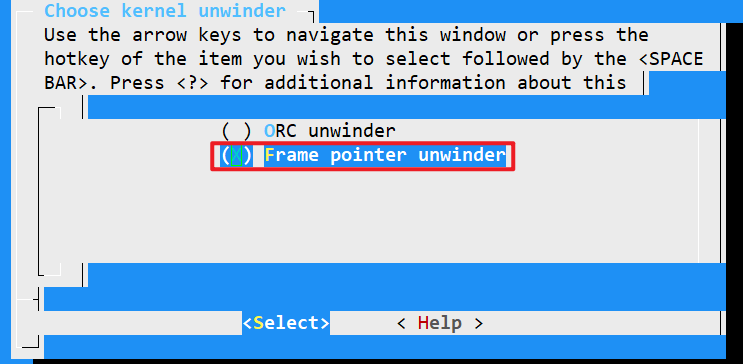 Choose kernel unwinder
Use the arrow keys to navigate this window or press the
hotkey of the item you wish to select followed by the <SPACE
BAR>. Press <?> for additional information about this
( ) ORC unwinder
(X) Frame pointer unwinder
<Select> < Help >